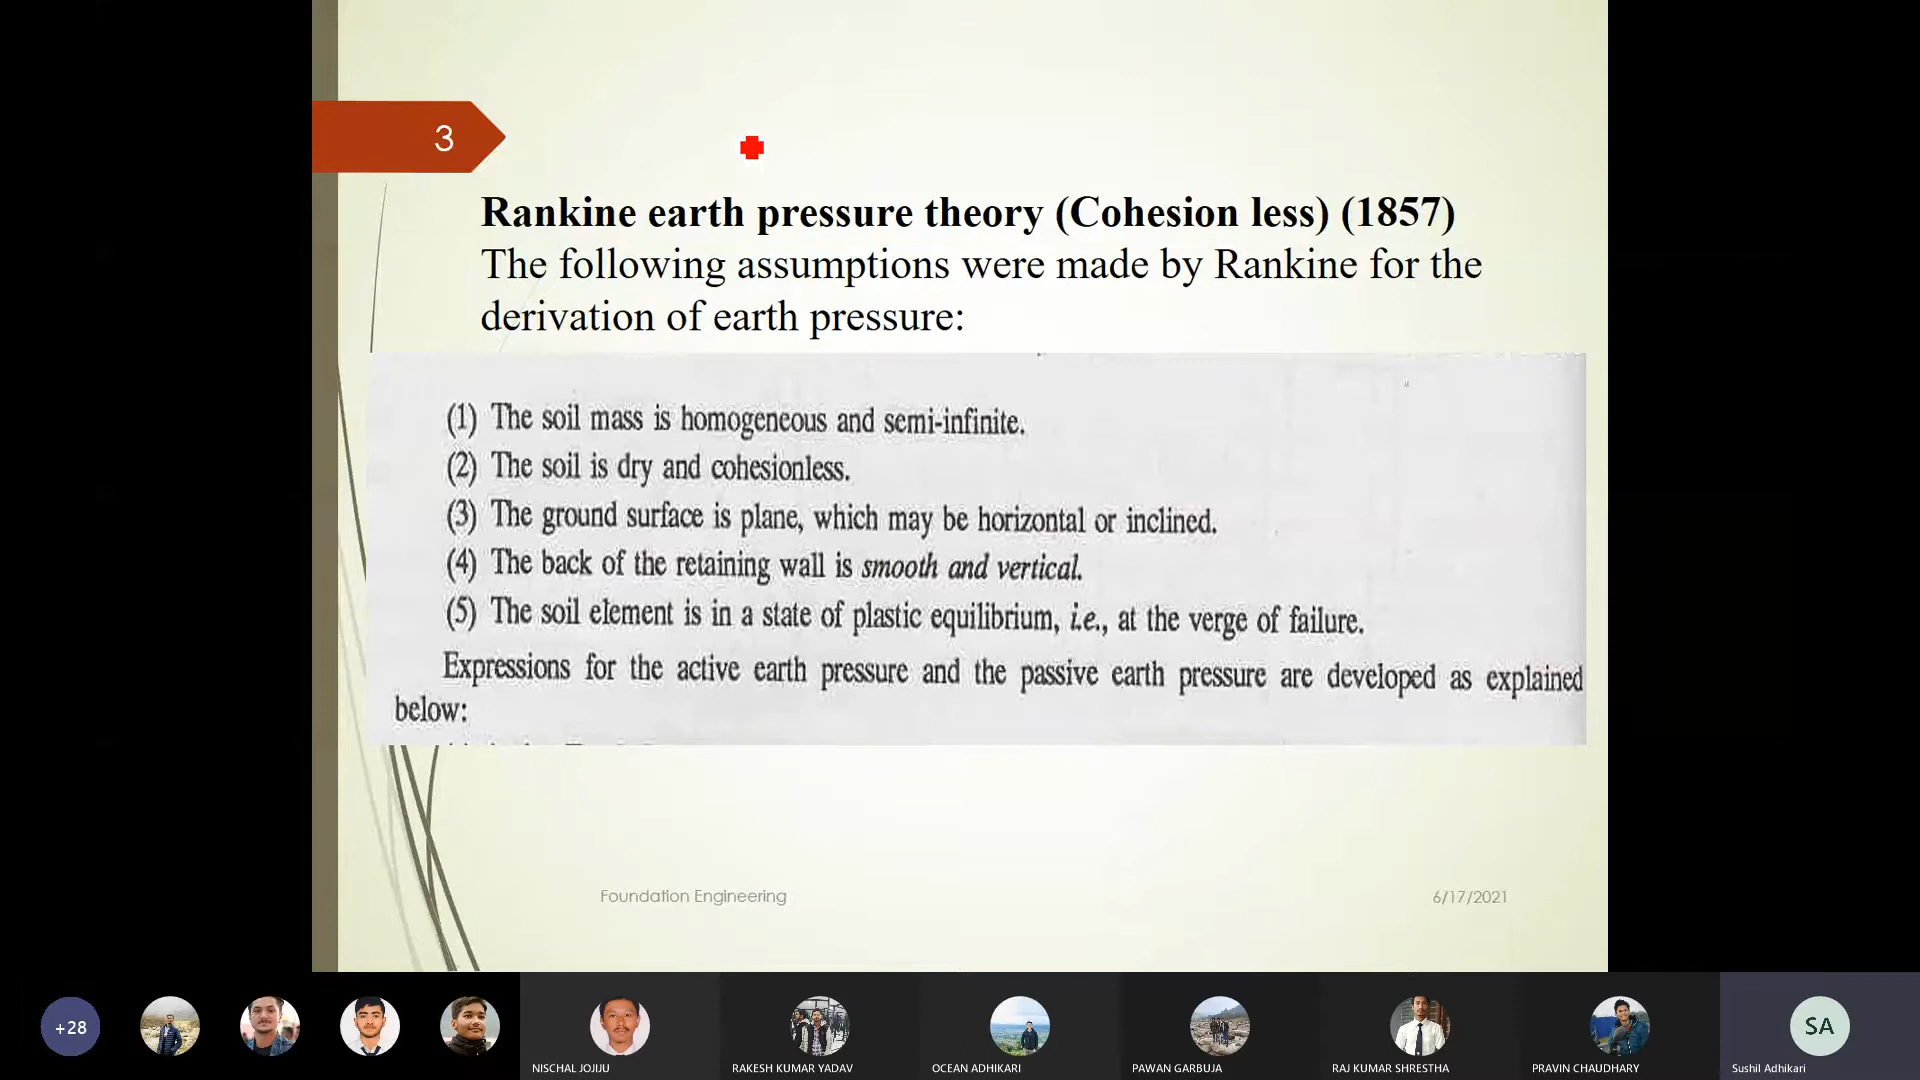 3
Rankine earth pressure theory (Cohesion less) (1857)
The following assumptions were made by Rankine for the
derivation of earth pressure:
(1) The soil mass is homogeneous and semi-infinite.
(2) The soil is dry and cohesionless.
(3) The ground surface is plane, which may be horizontal or inclined.
(4) The back of the retaining wall is smooth and vertical.
(5) The soil element is in a state of plastic equilibrium, i.e., at the verge of failure.
Expressions for the active earth pressure and the passive earth pressure are developed as explained
below:
Foundation Engineering
6/17/2021
+28
SA
NISCHAL JOJIJU
RAKESH KUMAR YADAV
OCEAN ADHIKARI
PAWAN GARBUJA
RAJ KUMAR SHRESTHA
PRAVIN CHAUDHARY
Sushil Adhikari